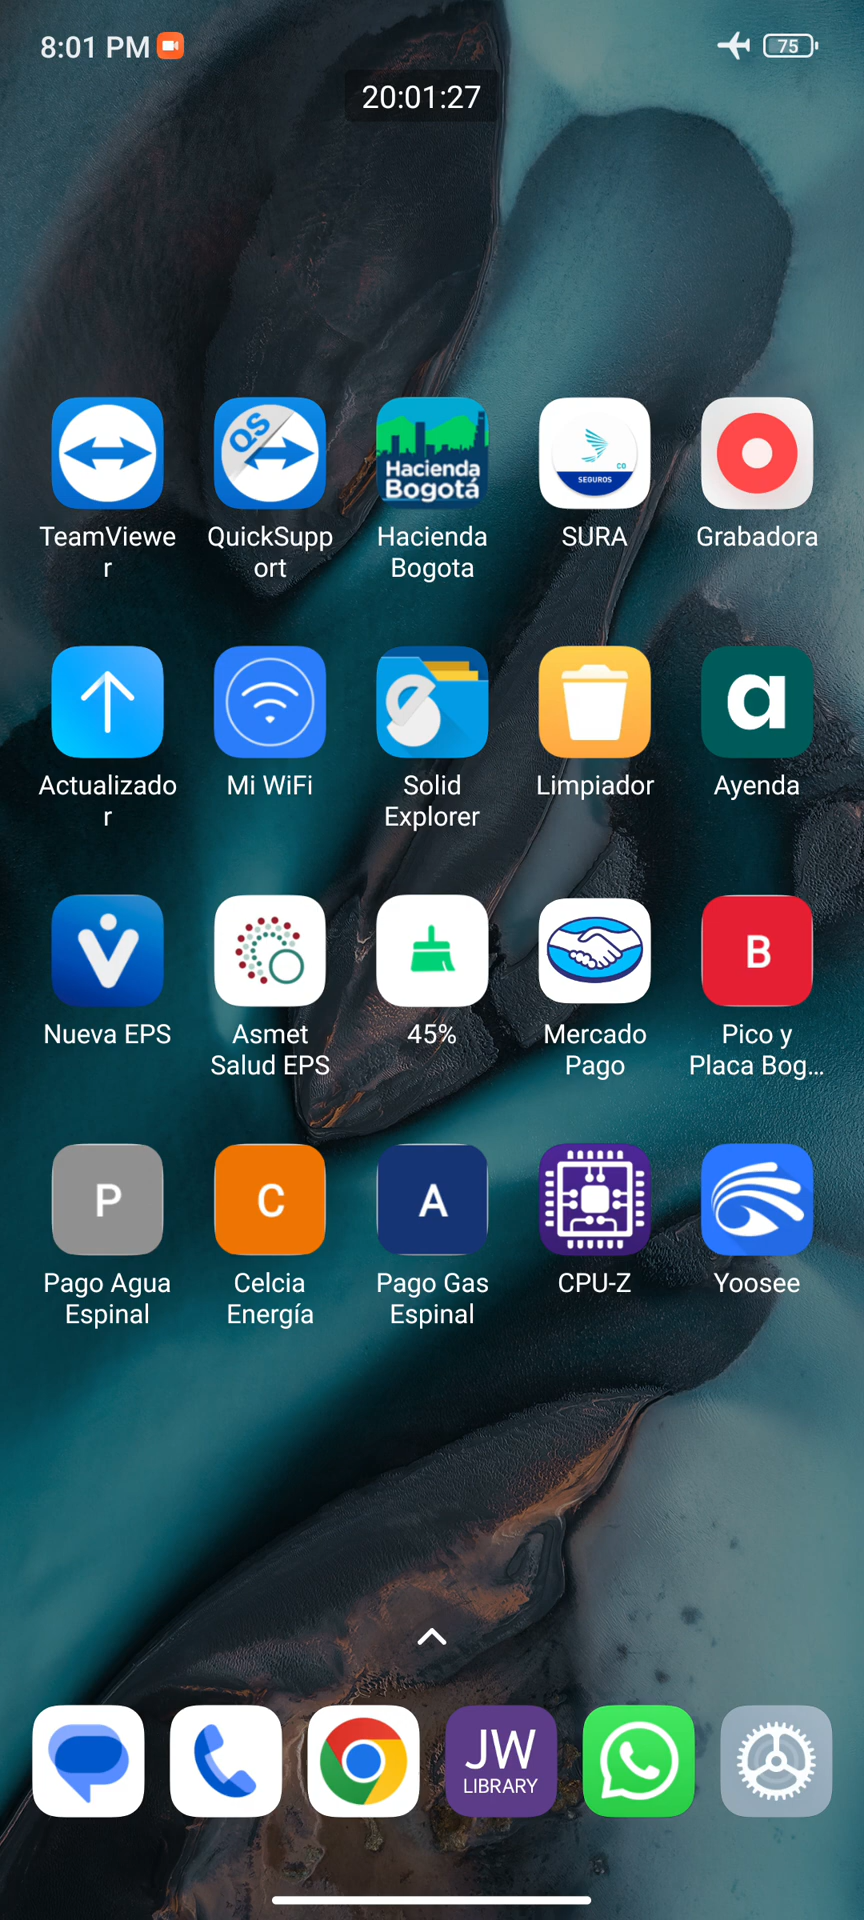 8:01 PM
75
20:01:27
QS
Hacienda
Bogotá
CO
SEGUROS
TeamViewe
r
QuickSupp
ort
Hacienda
Bogota
SURA
Grabadora
a
Actualizado
r
Mi WiFi
Solid
Explorer
Limpiador
Ayenda
B
Nueva EPS
Asmet
Salud EPS
45%
Mercado
Pago
Pico y
Placa Bog...
P
C
A
Pago Agua
Espinal
Celcia
Energía
Pago Gas
Espinal
CPU-Z
Yoosee
JW
LIBRARY